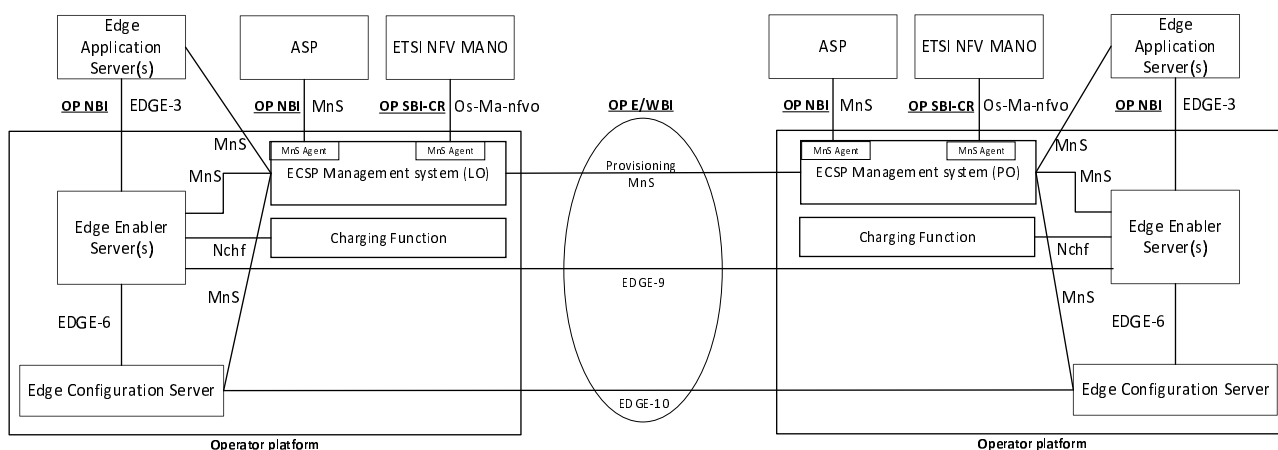 Edge
Application
Server(s)
ASP
ETSI NFV MANO
ASP
ETSI NFV MANO
Edge
Application
Server(s)
OP NBI
EDGE-3
OP NBI
MnS
OP SBI-CR
Os-Ma-nfvo
OP E/WBI
OP NBI
MnS
OP SBI-CR
Os-Ma-nfvo
OP NBI
EDGE-3
MnS
MnS Agent
MnS Agent
ECSP Management system (LO)
Provisioning
MnS
MnS Agent
MnS Agent
ECSP Management system (PO)
MnS
MnS
MnS
Edge Enabler
Server(s)
Charging Function
Nchf
Charging Function
Nchf
Edge Enabler
Server(s)
EDGE-9
MnS
MnS
EDGE-6
EDGE-6
Edge Configuration Server
EDGE-10
Edge Configuration Server
Operator platform
Operator platform